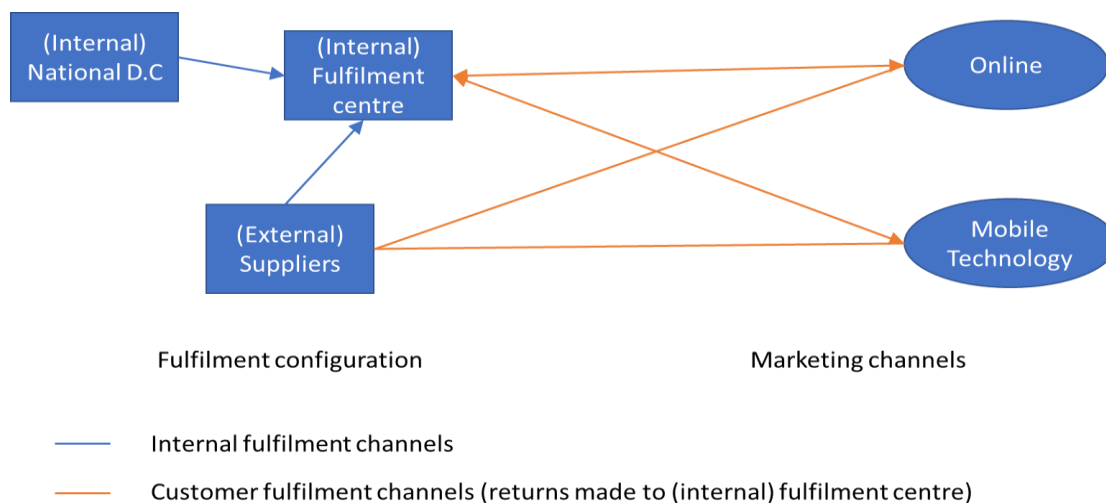 (Internal)
National D.C
(Internal)
Fulfilment
centre
Online
(External)
Suppliers
Mobile
Technology
Fulfilment configuration
Marketing channels
Internal fulfilment channels
Customer fulfilment channels (returns made to (internal) fulfilment centre)